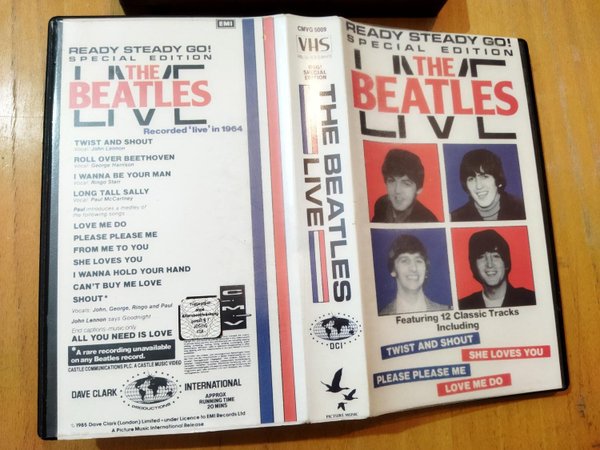 EMI
READY STEADY GO!
SPECIAL EDITION
THE
BEATLES
LIVE
Recorded 'live' in 1964
TWIST AND SHOUT
Vocal: John Lennon
ROLL OVER BEETHOVEN
Vocal: George Harrison
I WANNA BE YOUR MAN
Vocal: Ringo Starr
LONG TALL SALLY
Vocal: Paul McCartney
Paul introduces a medley of
the following songs
LOVE ME DO
PLEASE PLEASE ME
FROM ME TO YOU
SHE LOVES YOU
I WANNA HOLD YOUR HAND
CAN'T BUY ME LOVE
SHOUT*
Vocals: John, George, Ringo and Paul
John Lennon says Goodnight
End captions-music only
ALL YOU NEED IS LOVE
*A rare recording unavailable
on any Beatles record.
CASTLE COMMUNICATIONS PLC. A CASTLE MUSIC VIDEO
CMV
DAVE CLARK
PRODUCTIONS
INTERNATIONAL
APPROX
RUNNING TIME
20 MINS
© 1985 Dave Clark (London) Limited - under Licence to EMI Records Ltd
A Picture Music International Release
CMVO 5009
VHS
RSG!
SPECIAL
EDITION
THE BEATLES
LIVE
DCI
PICTURE MUSIC
READY STEADY GO!
SPECIAL EDITION
THE
BEATLES
LIVE
Featuring 12 Classic Tracks
Including
TWIST AND SHOUT
SHE LOVES YOU
PLEASE PLEASE ME
LOVE ME DO